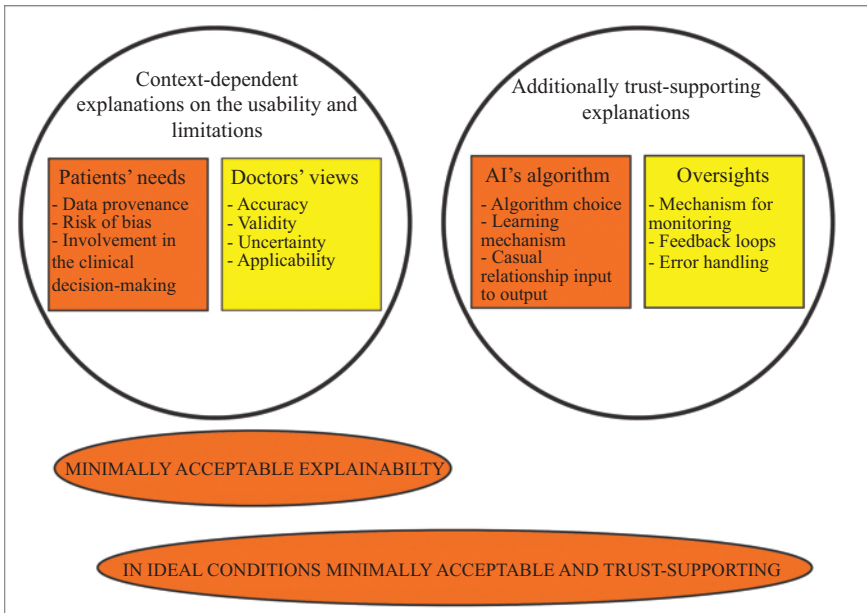 Context-dependent
explanations on the usability and
limitations
Patients’ needs
- Data provenance
- Risk of bias
- Involvement in
the clinical
decision-making
Doctors’ views
- Accuracy
- Validity
- Uncertainty
- Applicability
Additionally trust-supporting
explanations
AI’s algorithm
- Algorithm choice
- Learning
mechanism
- Casual
relationship input
to output
Oversights
- Mechanism for
monitoring
- Feedback loops
- Error handling
MINIMALLY ACCEPTABLE EXPLAINABILTY
IN IDEAL CONDITIONS MINIMALLY ACCEPTABLE AND TRUST-SUPPORTING